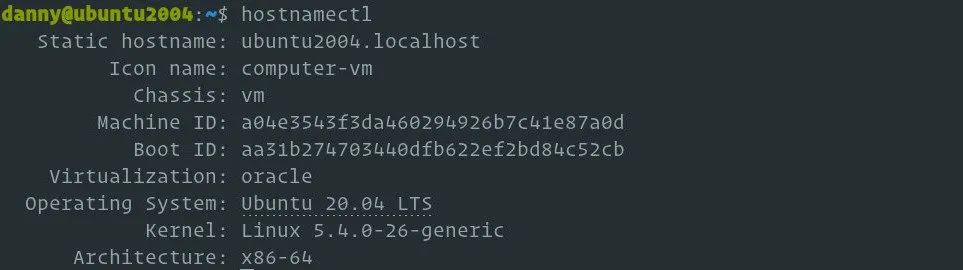 danny@ubuntu2004:~$ hostnamectl
Static hostname: ubuntu2004.localhost
Icon name: computer-vm
Chassis: vm
Machine ID: a04e3543f3da460294926b7c41e87a0d
Boot ID: aa31b274703440dfb622ef2bd84c52cb
Virtualization: oracle
Operating System: Ubuntu 20.04 LTS
Kernel: Linux 5.4.0-26-generic
Architecture: x86-64